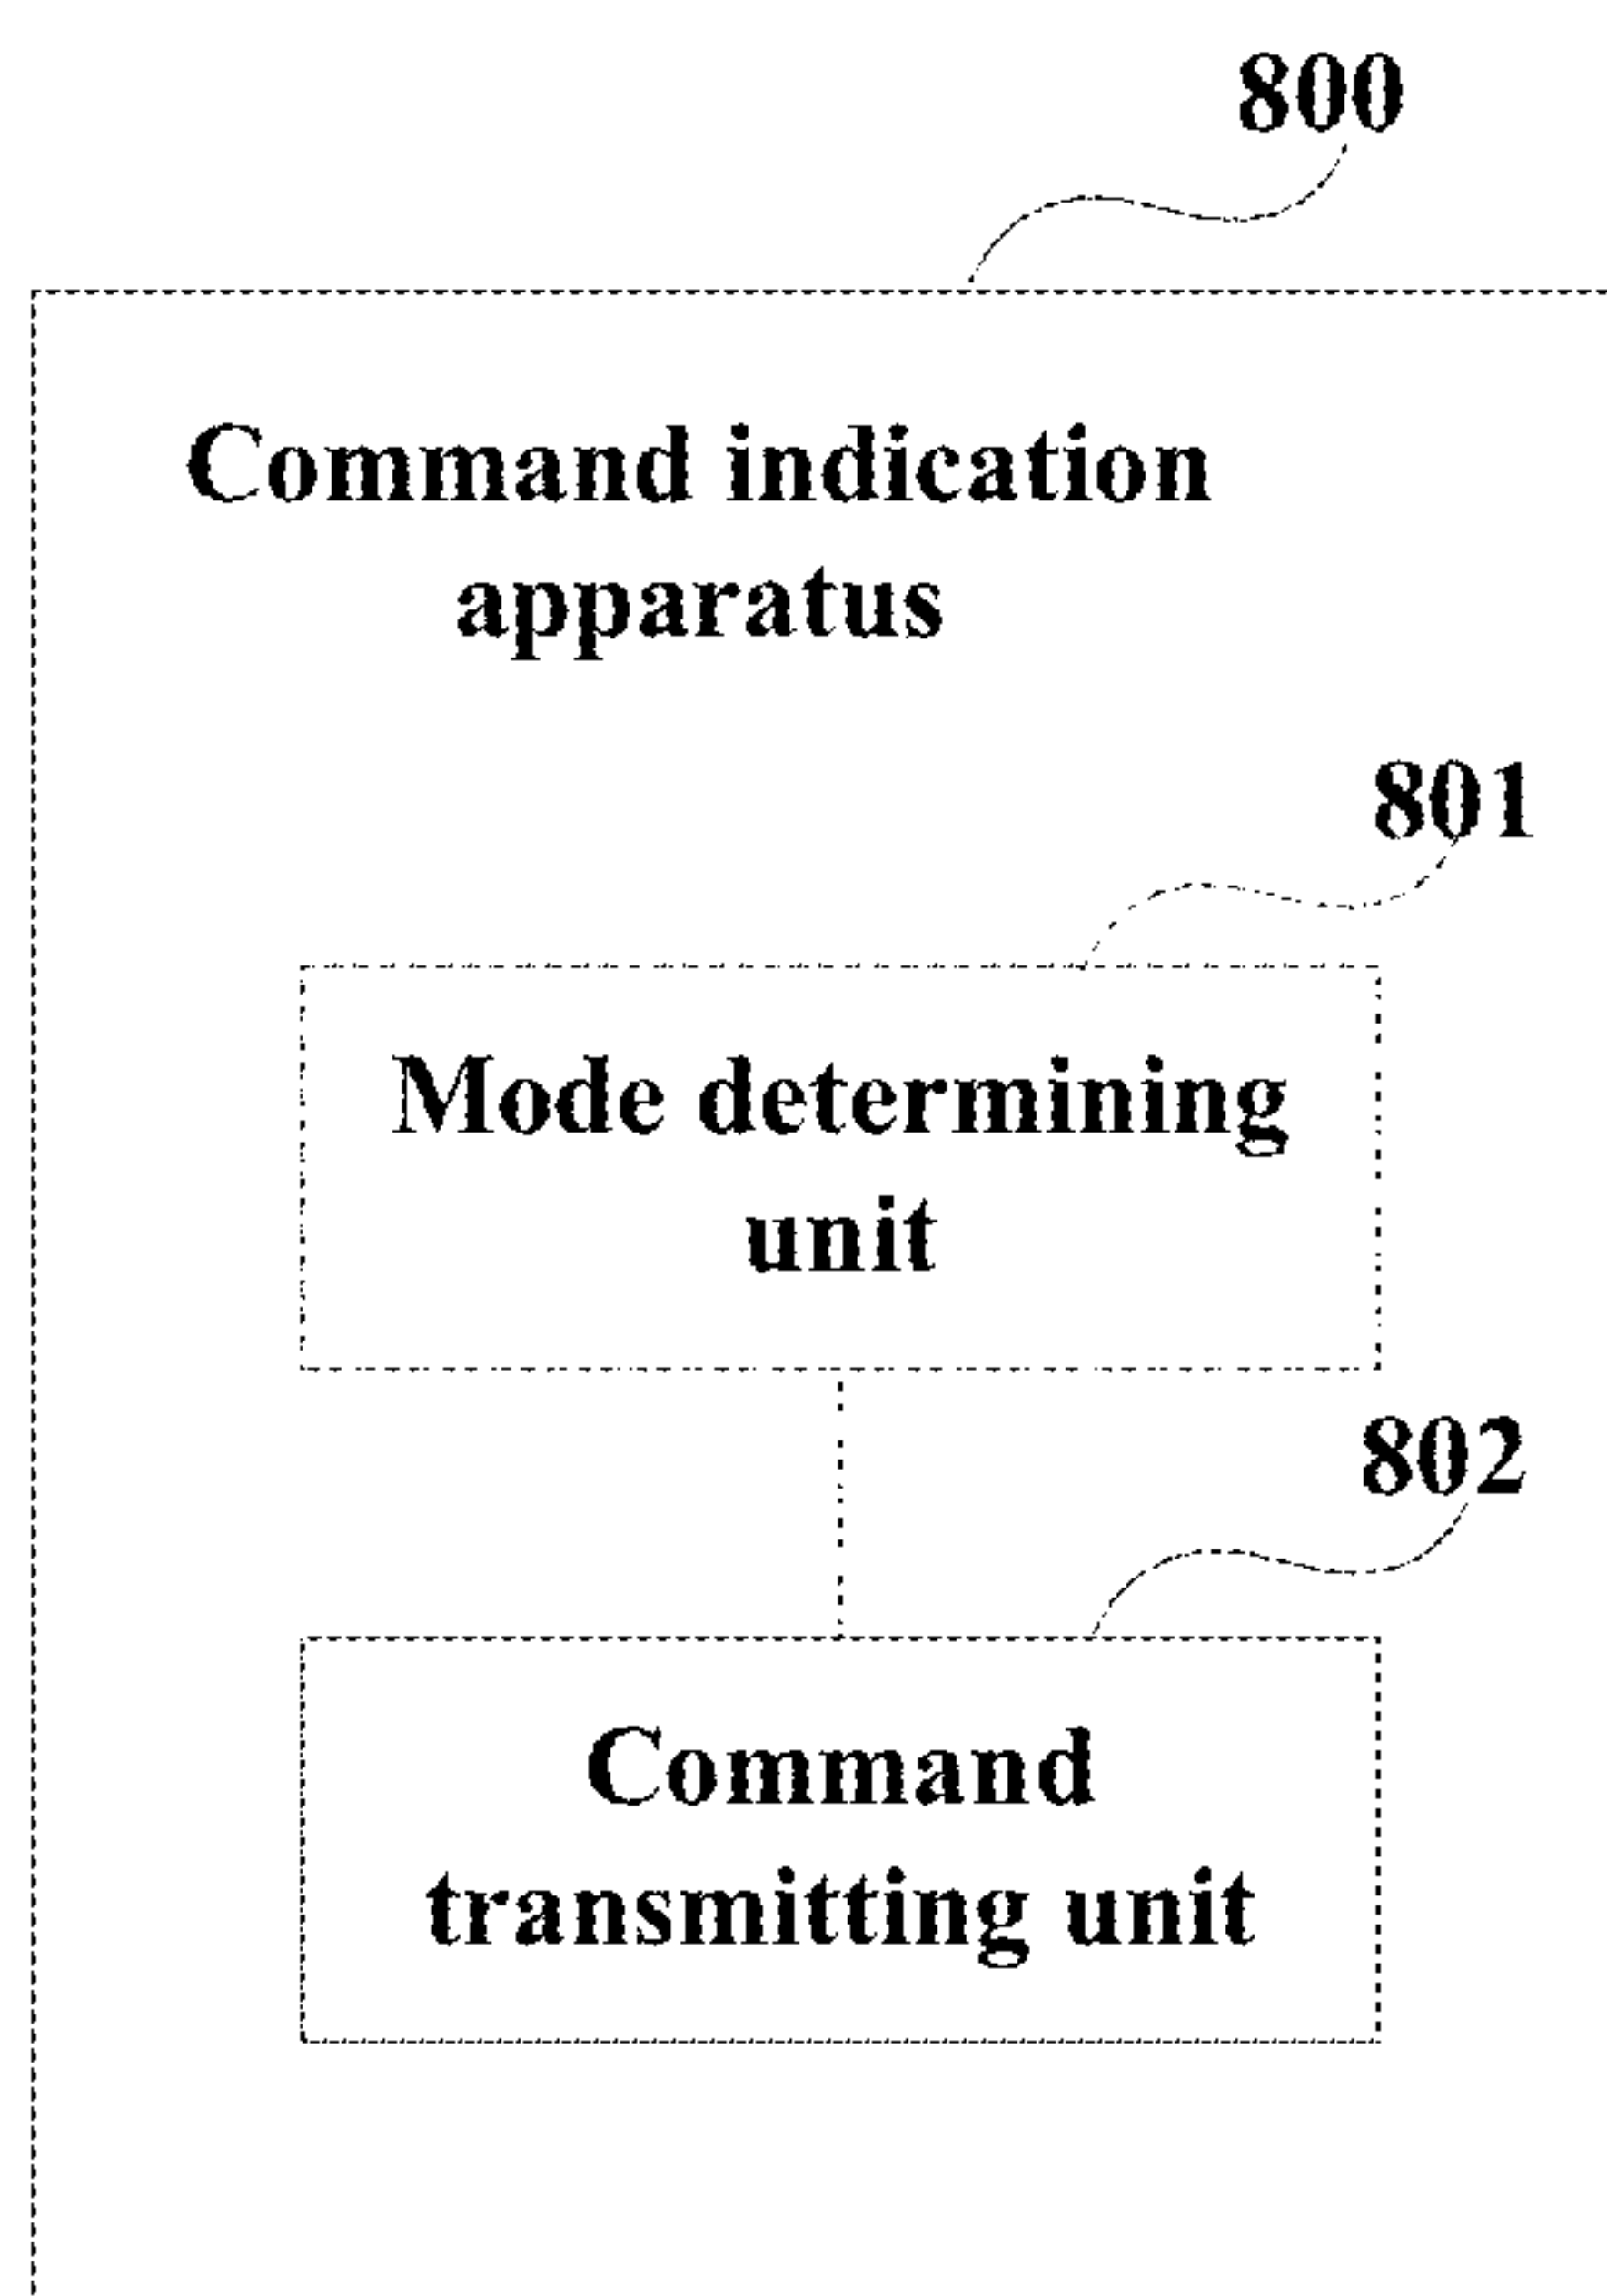 800
Command indication
apparatus
801
Mode determining
unit
802
Command
transmitting unit